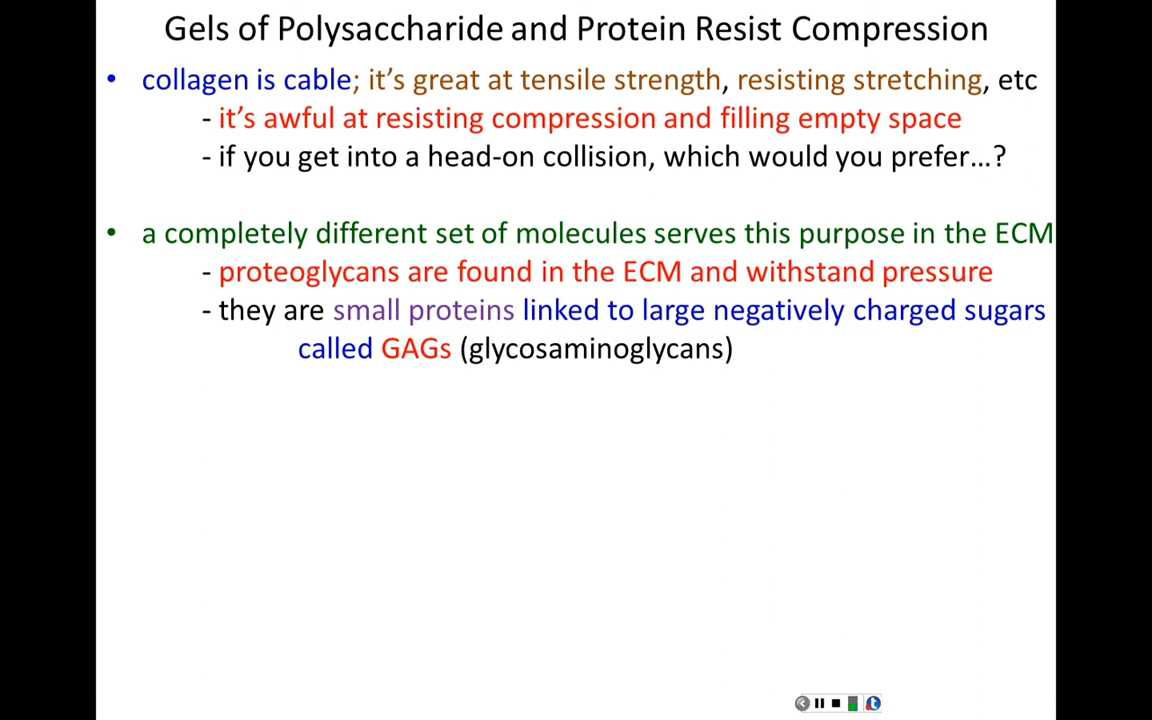 Gels of Polysaccharide and Protein Resist Compression
• collagen is cable; it’s great at tensile strength, resisting stretching, etc
- it’s awful at resisting compression and filling empty space
- if you get into a head-on collision, which would you prefer…?
• a completely different set of molecules serves this purpose in the ECM
- proteoglycans are found in the ECM and withstand pressure
- they are small proteins linked to large negatively charged sugars
called GAGs (glycosaminoglycans)